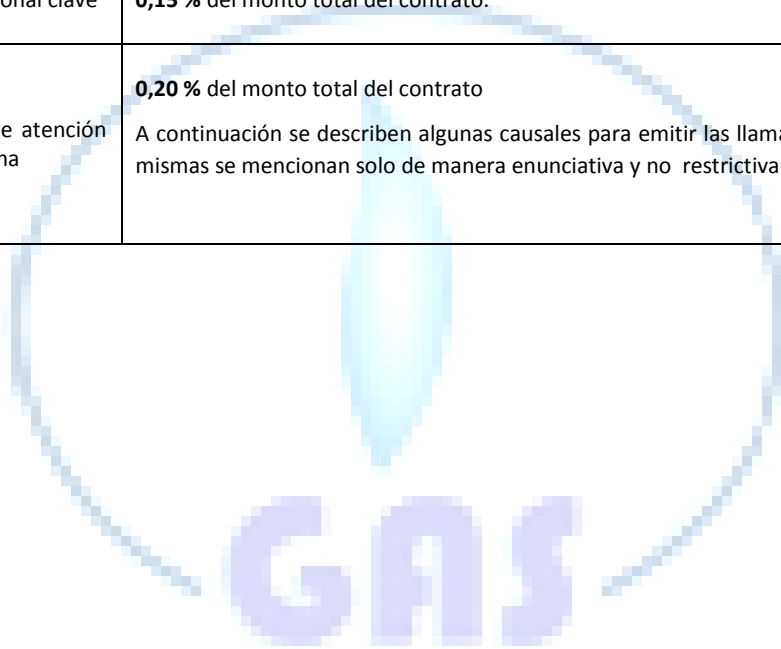 onal clave
0,15 % del monto total del contrato.
e atención
na
0,20 % del monto total del contrato
A continuación se describen algunas causales para emitir las llama
mismas se mencionan solo de manera enunciativa y no restrictiva
GAS